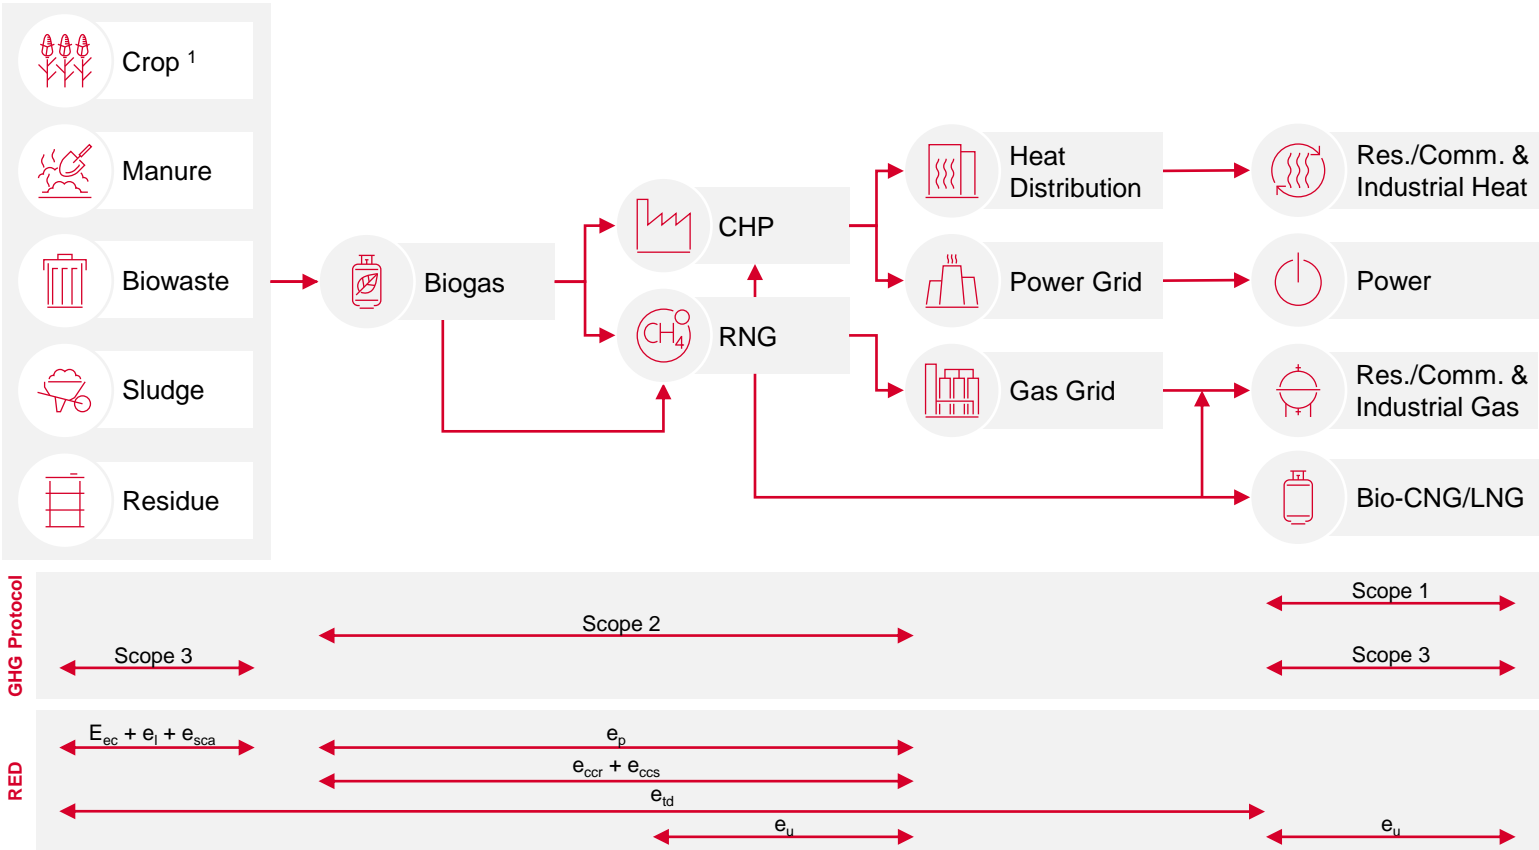 Crop 1
Manure
Biowaste
Sludge
Residue
Biogas
CHP
CH4
RNG
Heat
Distribution
Power Grid
Gas Grid
Res./Comm. &
Industrial Heat
Power
Res./Comm. &
Industrial Gas
Bio-CNG/LNG
GHG Protocol
Scope 1
Scope 2
Scope 3
Scope 3
RED
Eec + el + esca
ep
eccr + eccs
etd
eu
eu